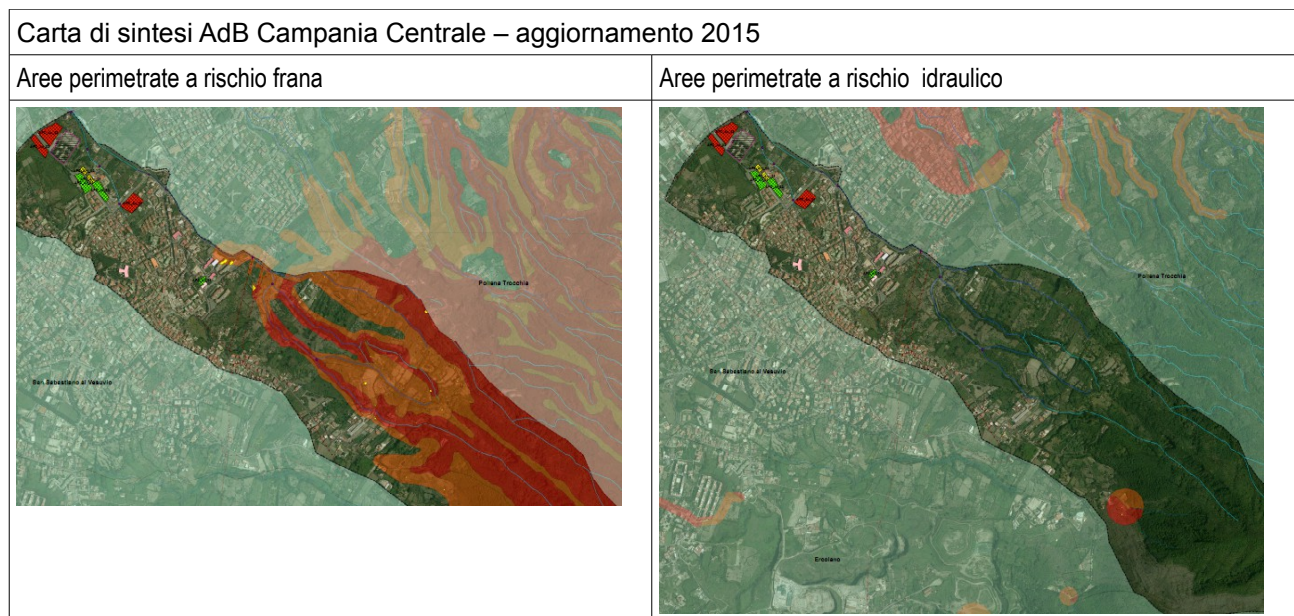 Carta di sintesi AdB Campania Centrale – aggiornamento 2015
Aree perimetrate a rischio frana
Aree perimetrate a rischio idraulico
Pollena Trocchia
San Sebastiano al Vesuvio
Pollena Trocchia
San Sebastiano al Vesuvio
Ercolano